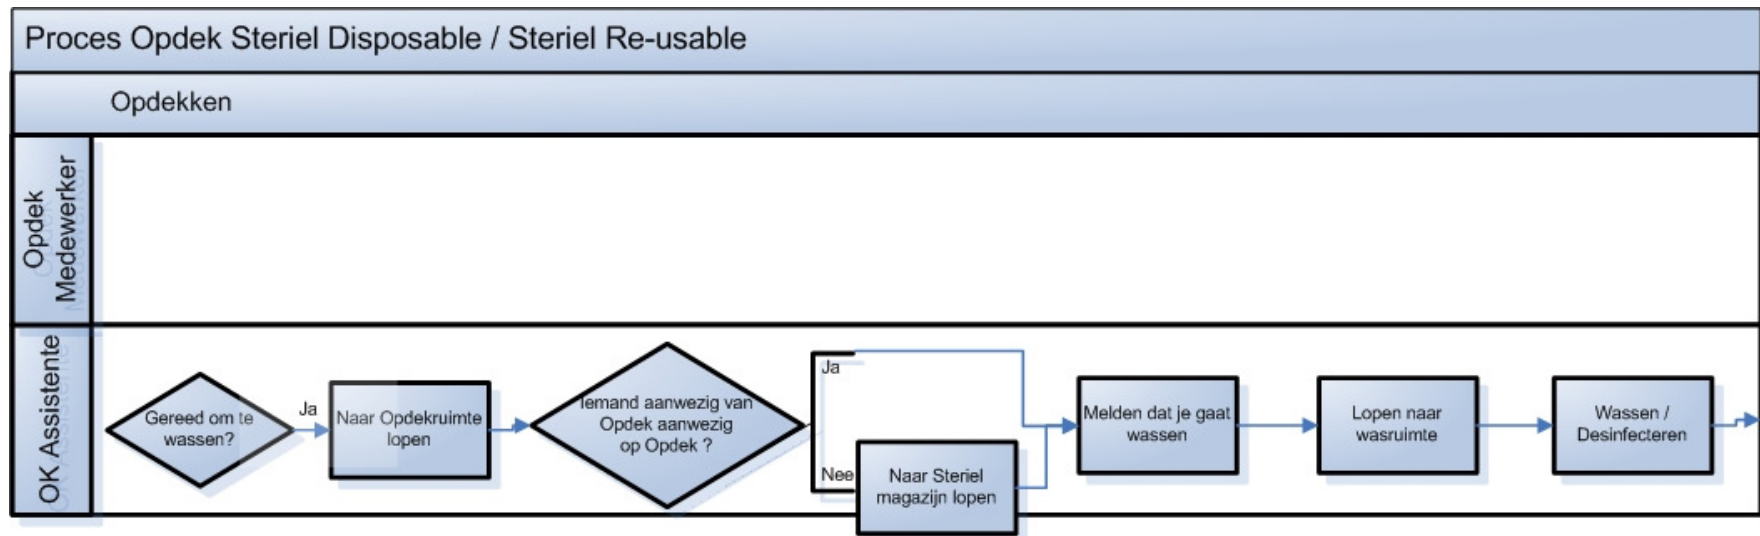 Proces Opdek Steriel Disposable / Steriel Re-usable
Opdekken
Opdek
Medewerker
OK Assistente
Gereed om te
wassen?
Ja
Naar Opdekruimte
lopen
Iemand aanwezig van
Opdek aanwezig
op Opdek ?
Ja
Nee
Naar Steriel
magazijn lopen
Melden dat je gaat
wassen
Lopen naar
wasruimte
Wassen /
Desinfecteren